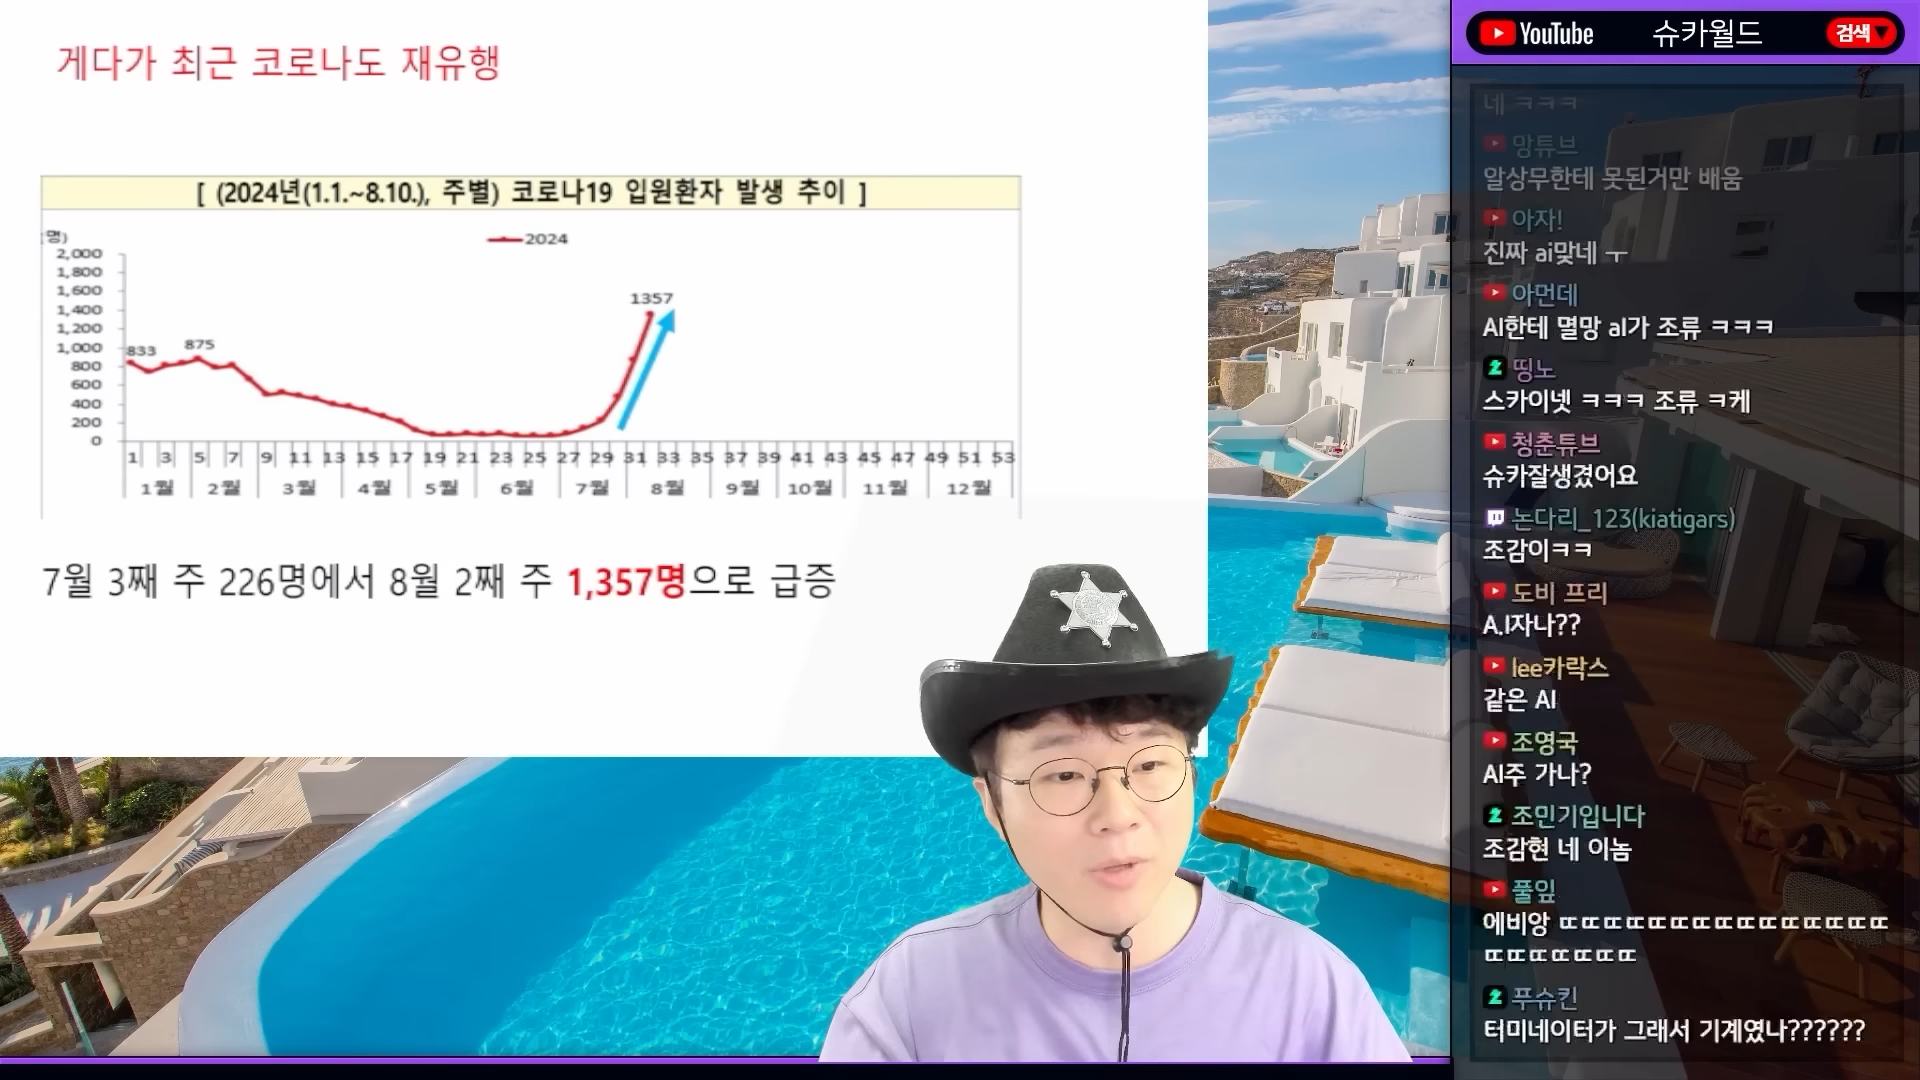 게다가 최근 코로나도 재유행
[ (2024년(1.1.~8.10.), 주별) 코로나19 입원환자 발생 추이 ]
(명)
2024
2,000
1,800
1,600
1,400
1,200
1,000
800
600
400
200
0
833
875
1357
1 3 5 7 9 11 13 15 17 19 21 23 25 27 29 31 33 35 37 39 41 43 45 47 49 51 53
1월 2월 3월 4월 5월 6월 7월 8월 9월 10월 11월 12월
7월 3째 주 226명에서 8월 2째 주 1,357명으로 급증
YouTube 슈카월드 검색
네 ㅋㅋㅋ
망튜브
알상무한테 못된거만 배움
아자!
진짜 ai맞네 ㅜ
아먼데
AI한테 멸망 aI가 조류 ㅋㅋㅋ
띵노
스카이넷 ㅋㅋㅋ 조류 ㅋ케
청춘튜브
슈카잘생겼어요
논다리_123(kiatigars)
조감이ㅋㅋ
도비 프리
A.I자나??
lee카락스
같은 AI
조영국
AI주 가나?
조민기입니다
조감현 네 이놈
풀잎
에비앙 ㄸㄸㄸㄸㄸㄸㄸㄸㄸㄸㄸㄸㄸㄸㄸ
ㄸㄸㄸㄸㄸㄸㄸ
푸슈킨
터미네이터가 그래서 기계였나??????